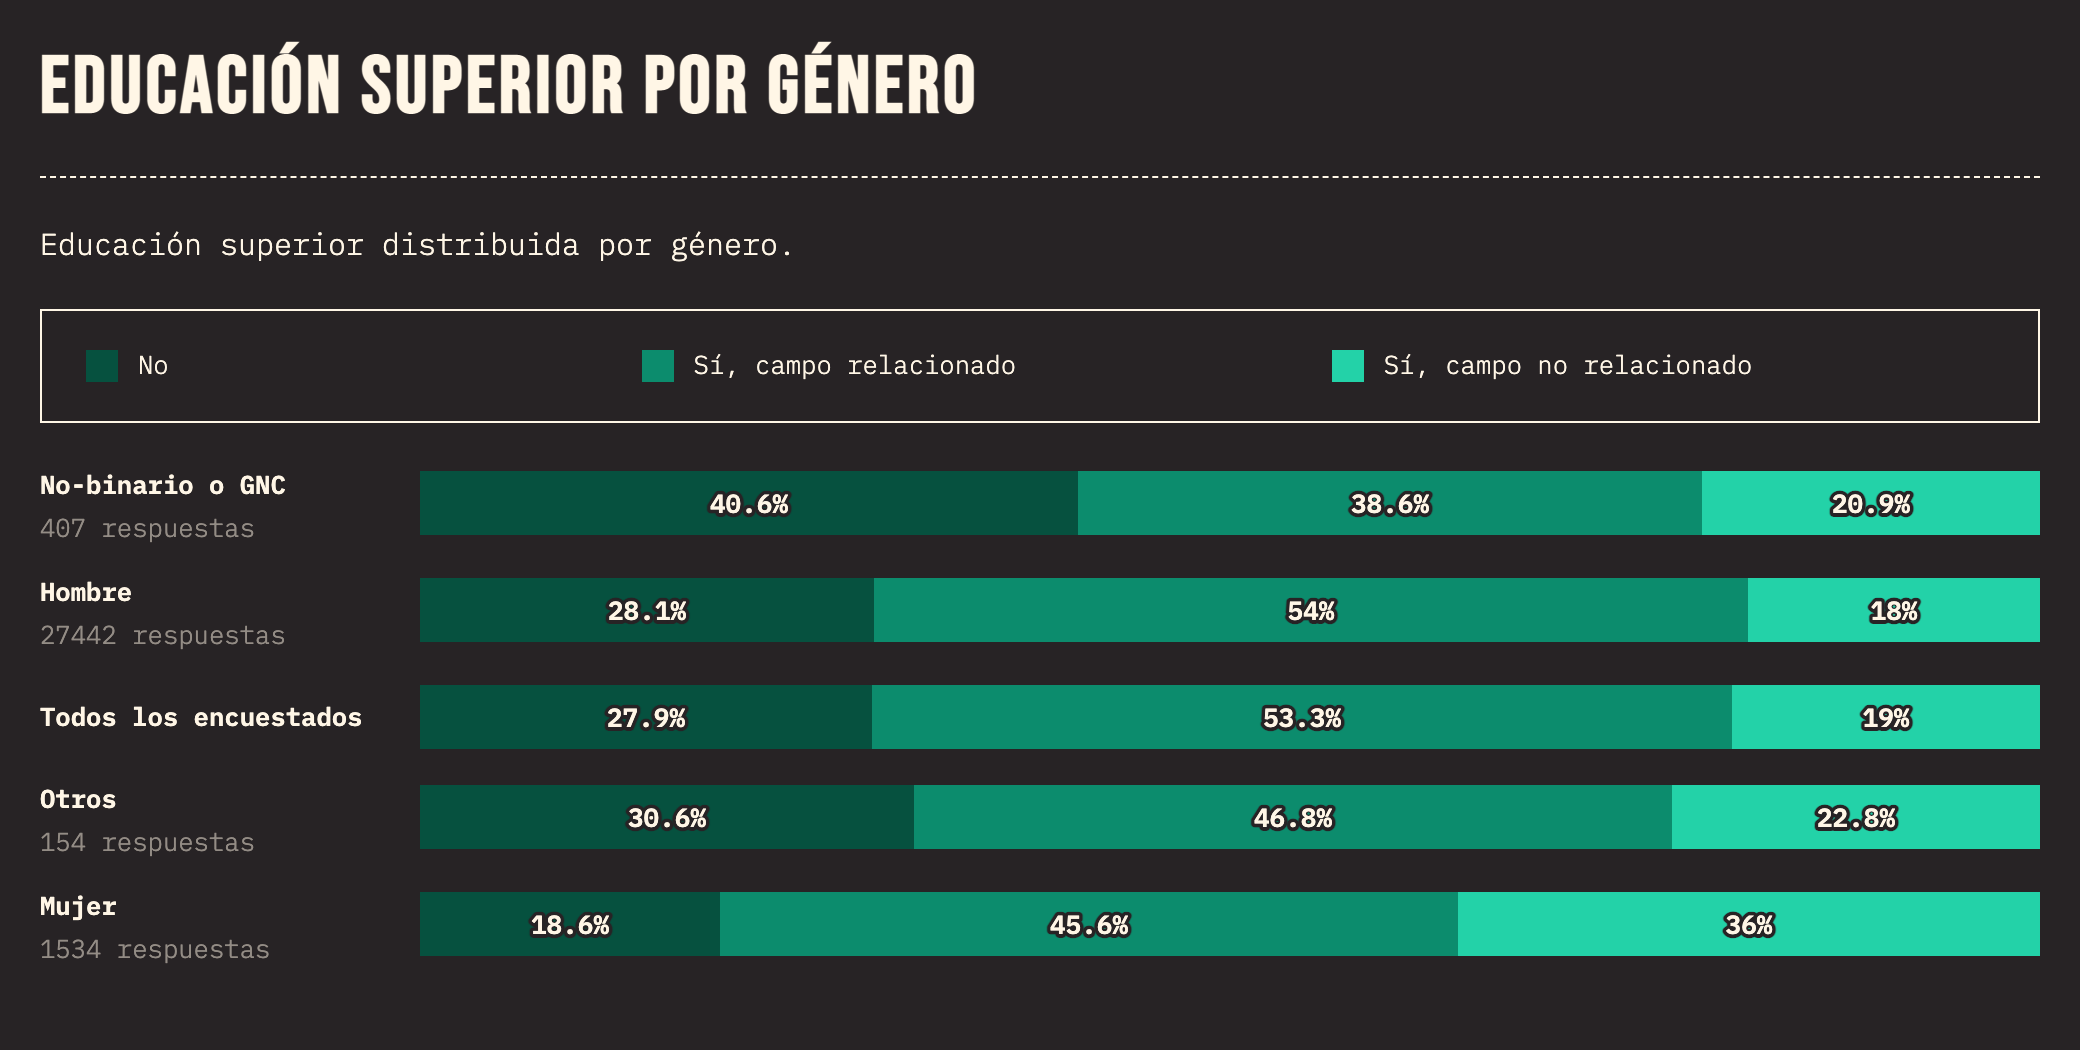 EDUCACIÓN SUPERIOR POR GÉNERO
Educación superior distribuida por género.
No
Sí, campo relacionado
Sí, campo no relacionado
No-binario o GNC
407 respuestas
40.6%
38.6%
20.9%
Hombre
27442 respuestas
28.1%
54%
18%
Todos los encuestados
27.9%
53.3%
19%
Otros
154 respuestas
30.6%
46.8%
22.8%
Mujer
1534 respuestas
18.6%
45.6%
36%